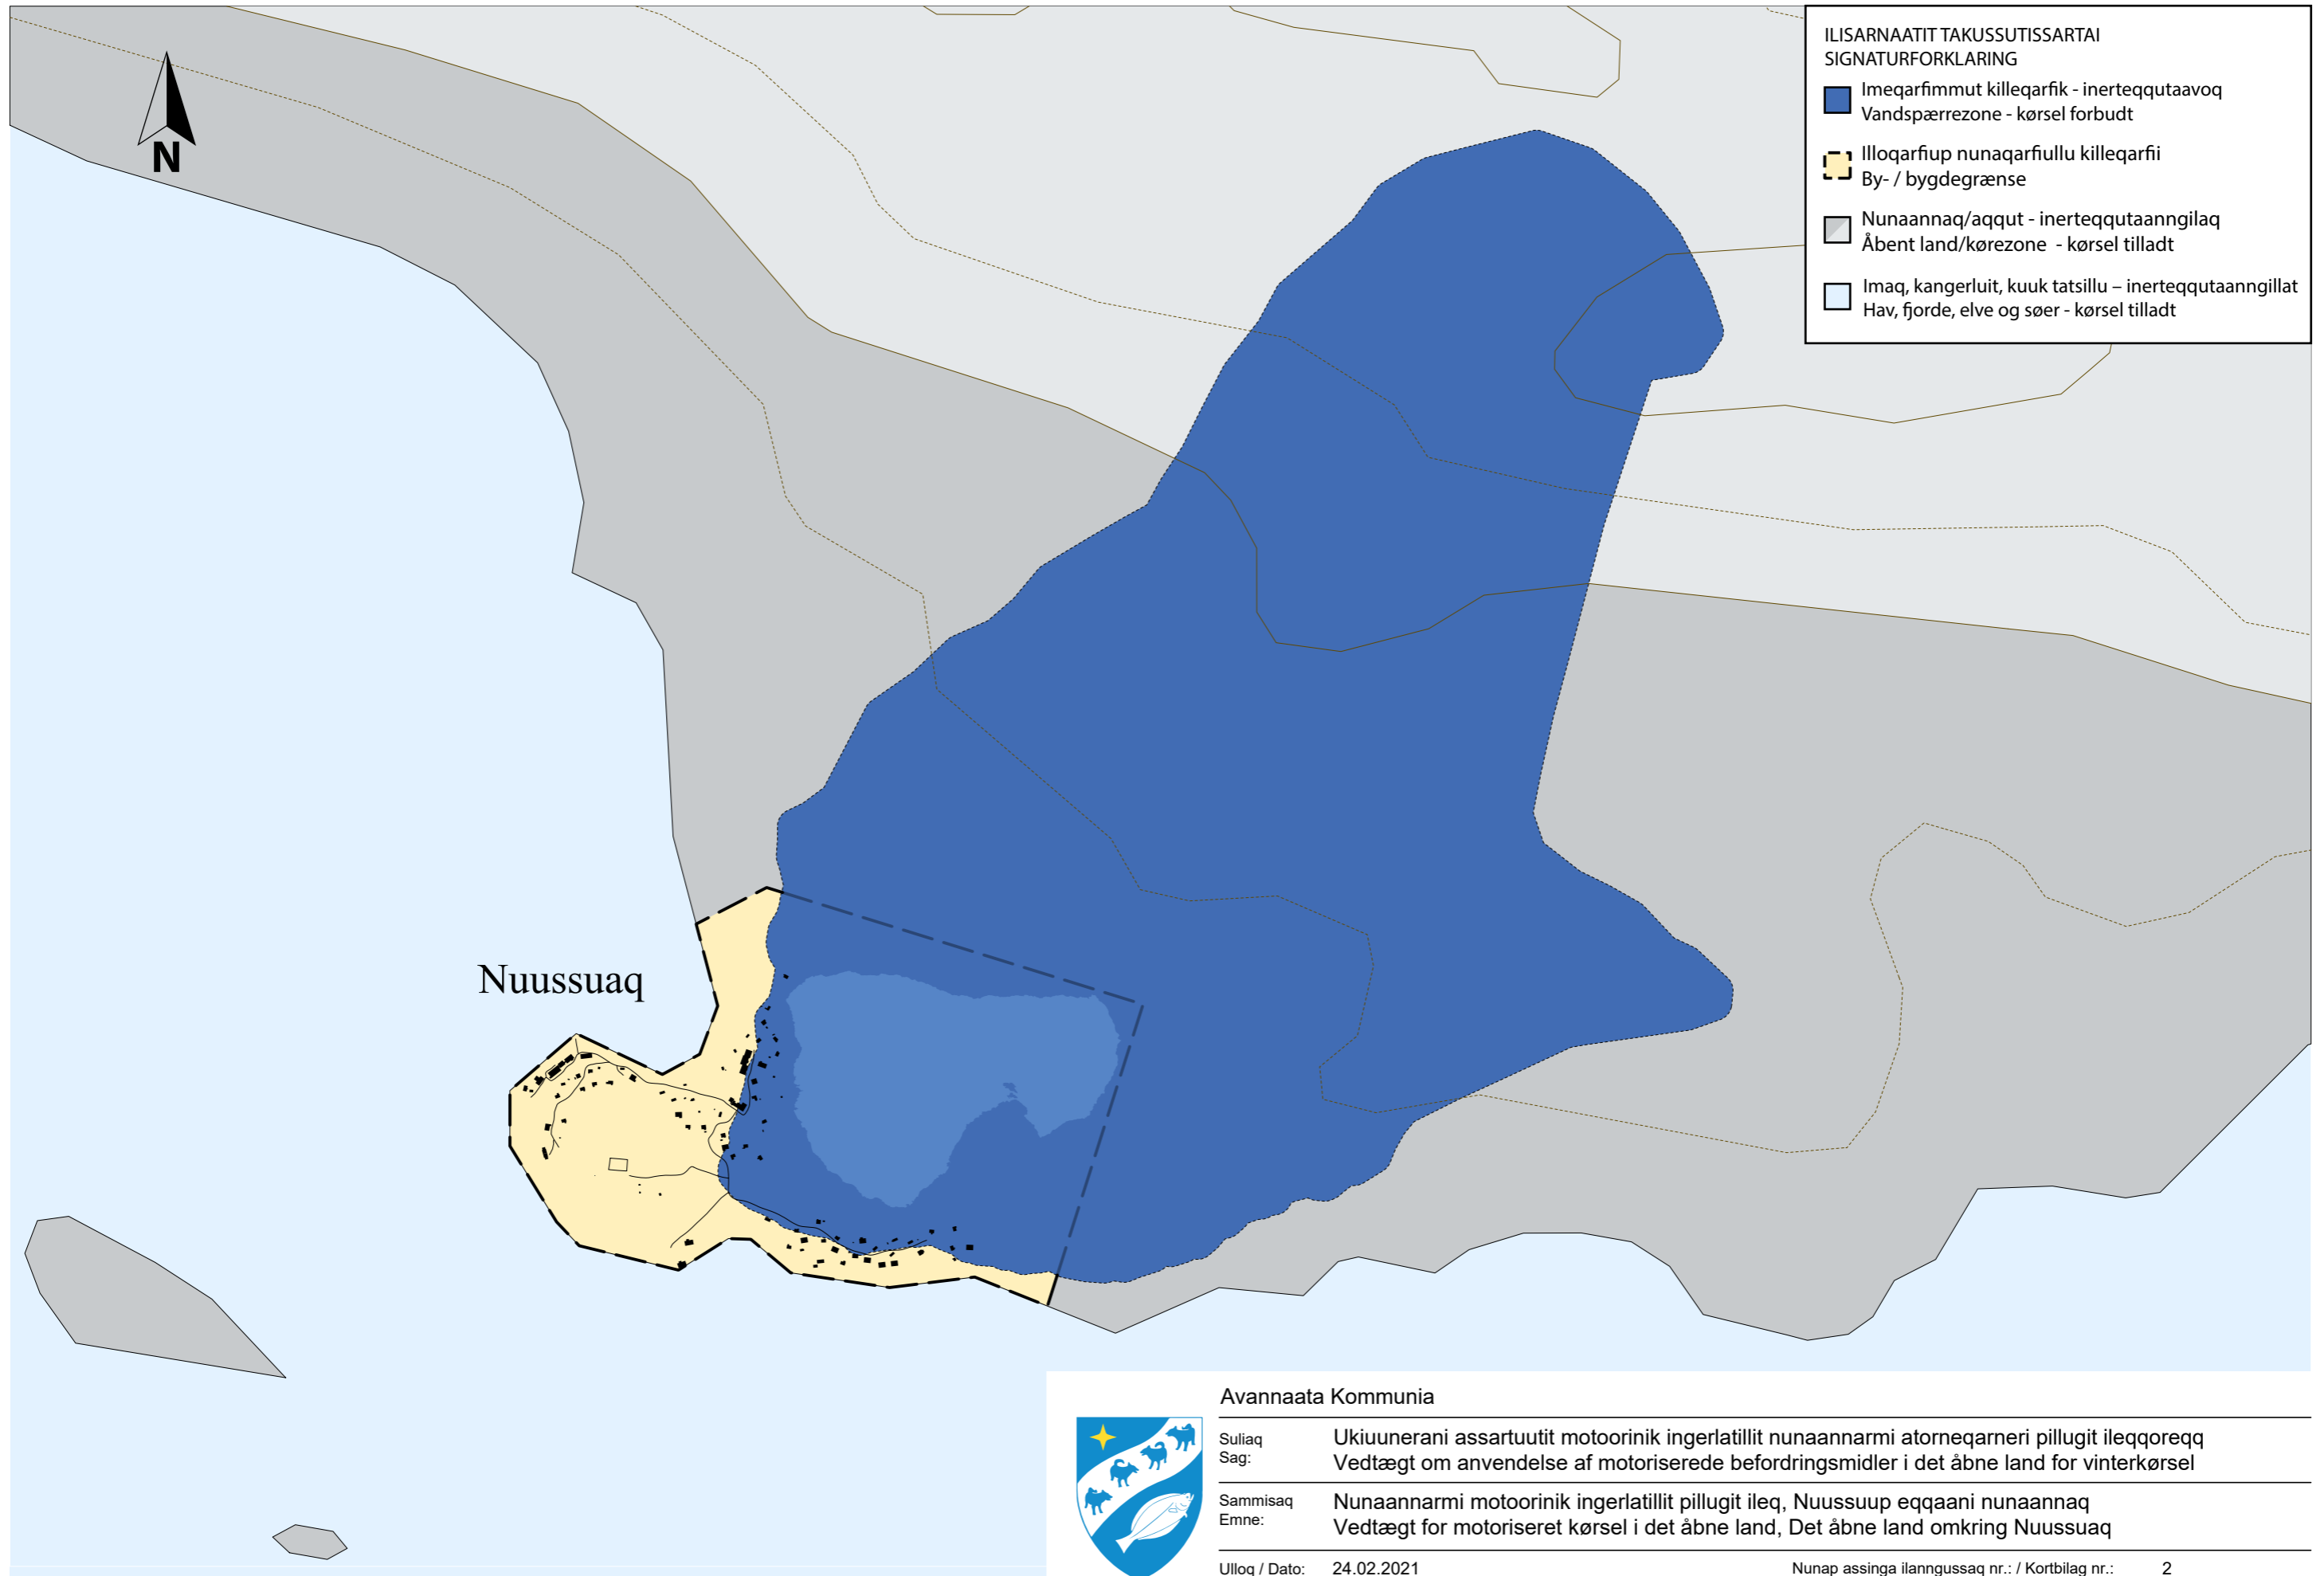 ILISARNAATIT TAKUSSUTISSARTAI
SIGNATURFORKLARING
Imeqarfimmut killeqarfik - inerteqqutaavoq
Vandspærrezone - kørsel forbudt
Illoqarfiup nunaqarfiullu killeqarfii
By- / bygdegrænse
Nunaannaq/aqqut - inerteqqutaanngilaq
Åbent land/kørezone - kørsel tilladt
Imaq, kangerluit, kuuk tatsillu – inerteqqutaanngillat
Hav, fjorde, elve og søer - kørsel tilladt
N
Nuussuaq
Avannaata Kommunia
Suliaq
Sag:
Ukiuunerani assartuutit motoorinik ingerlatillit nunaannarmi atorneqarneri pillugit ileqqoreqq
Vedtægt om anvendelse af motoriserede befordringsmidler i det åbne land for vinterkørsel
Sammisaq
Emne:
Nunaannarmi motoorinik ingerlatillit pillugit ileq, Nuussuup eqqaani nunaannaq
Vedtægt for motoriseret kørsel i det åbne land, Det åbne land omkring Nuussuaq
Ulloq / Dato: 24.02.2021
Nunap assinga ilanngussaq nr.: / Kortbilag nr.: 2